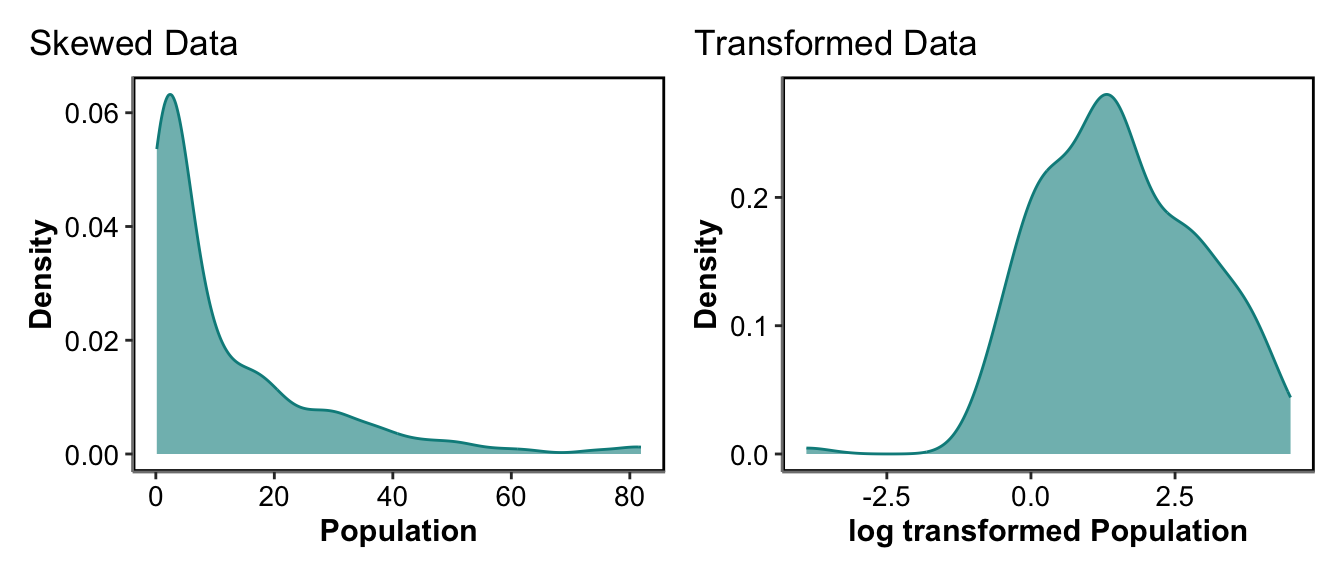 Skewed Data
0.06
0.04
0.02
0.00
Density
0 20 40 60 80
Population
Transformed Data
0.2
0.1
0.0
Density
-2.5 0.0 2.5
log transformed Population